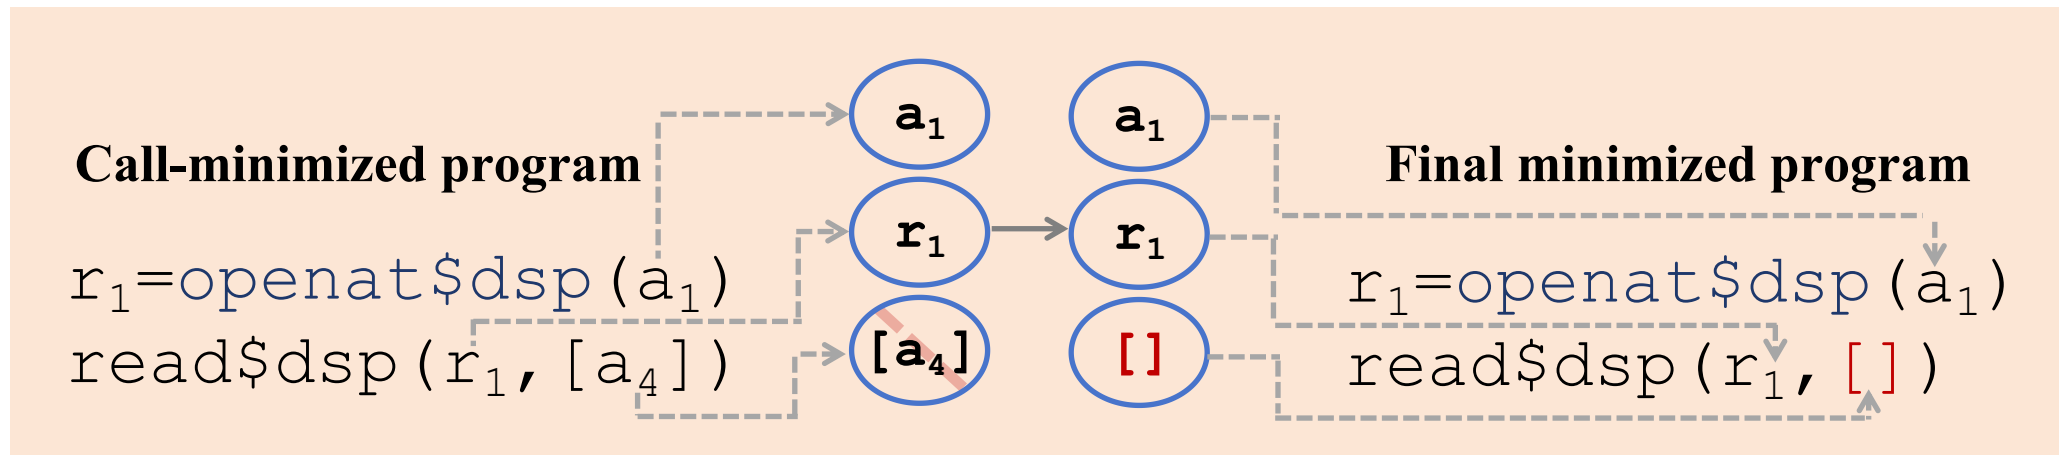 Call-minimized program
r₁=openat$dsp(a₁)
read$dsp(r₁,[a₄])
a₁
r₁
[a₄]
a₁
r₁
[]
Final minimized program
r₁=openat$dsp(a₁)
read$dsp(r₁,[])